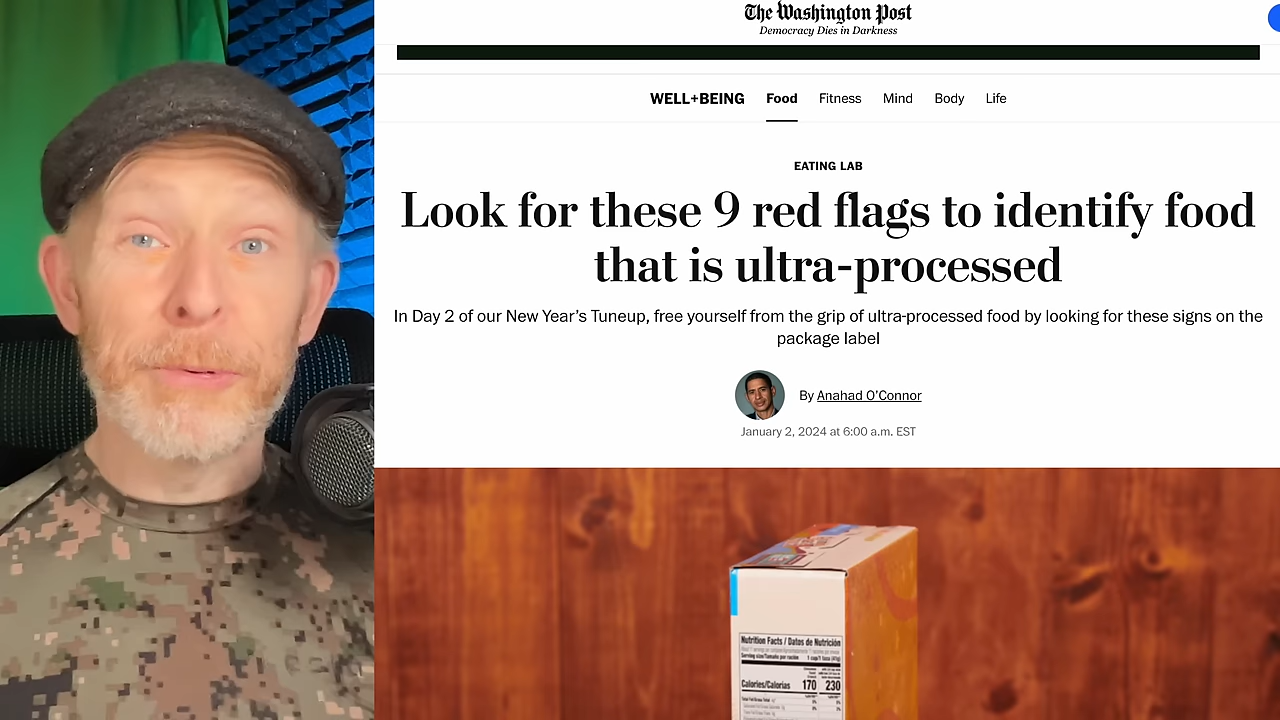 The Washington Post
Democracy Dies in Darkness
WELL+BEING Food Fitness Mind Body Life
EATING LAB
Look for these 9 red flags to identify food
that is ultra-processed
In Day 2 of our New Year's Tuneup, free yourself from the grip of ultra-processed food by looking for these signs on the
package label
By Anahad O'Connor
January 2, 2024 at 6:00 a.m. EST
Nutrition Facts / Datos de Nutrición
Calories/Calorías 170 230